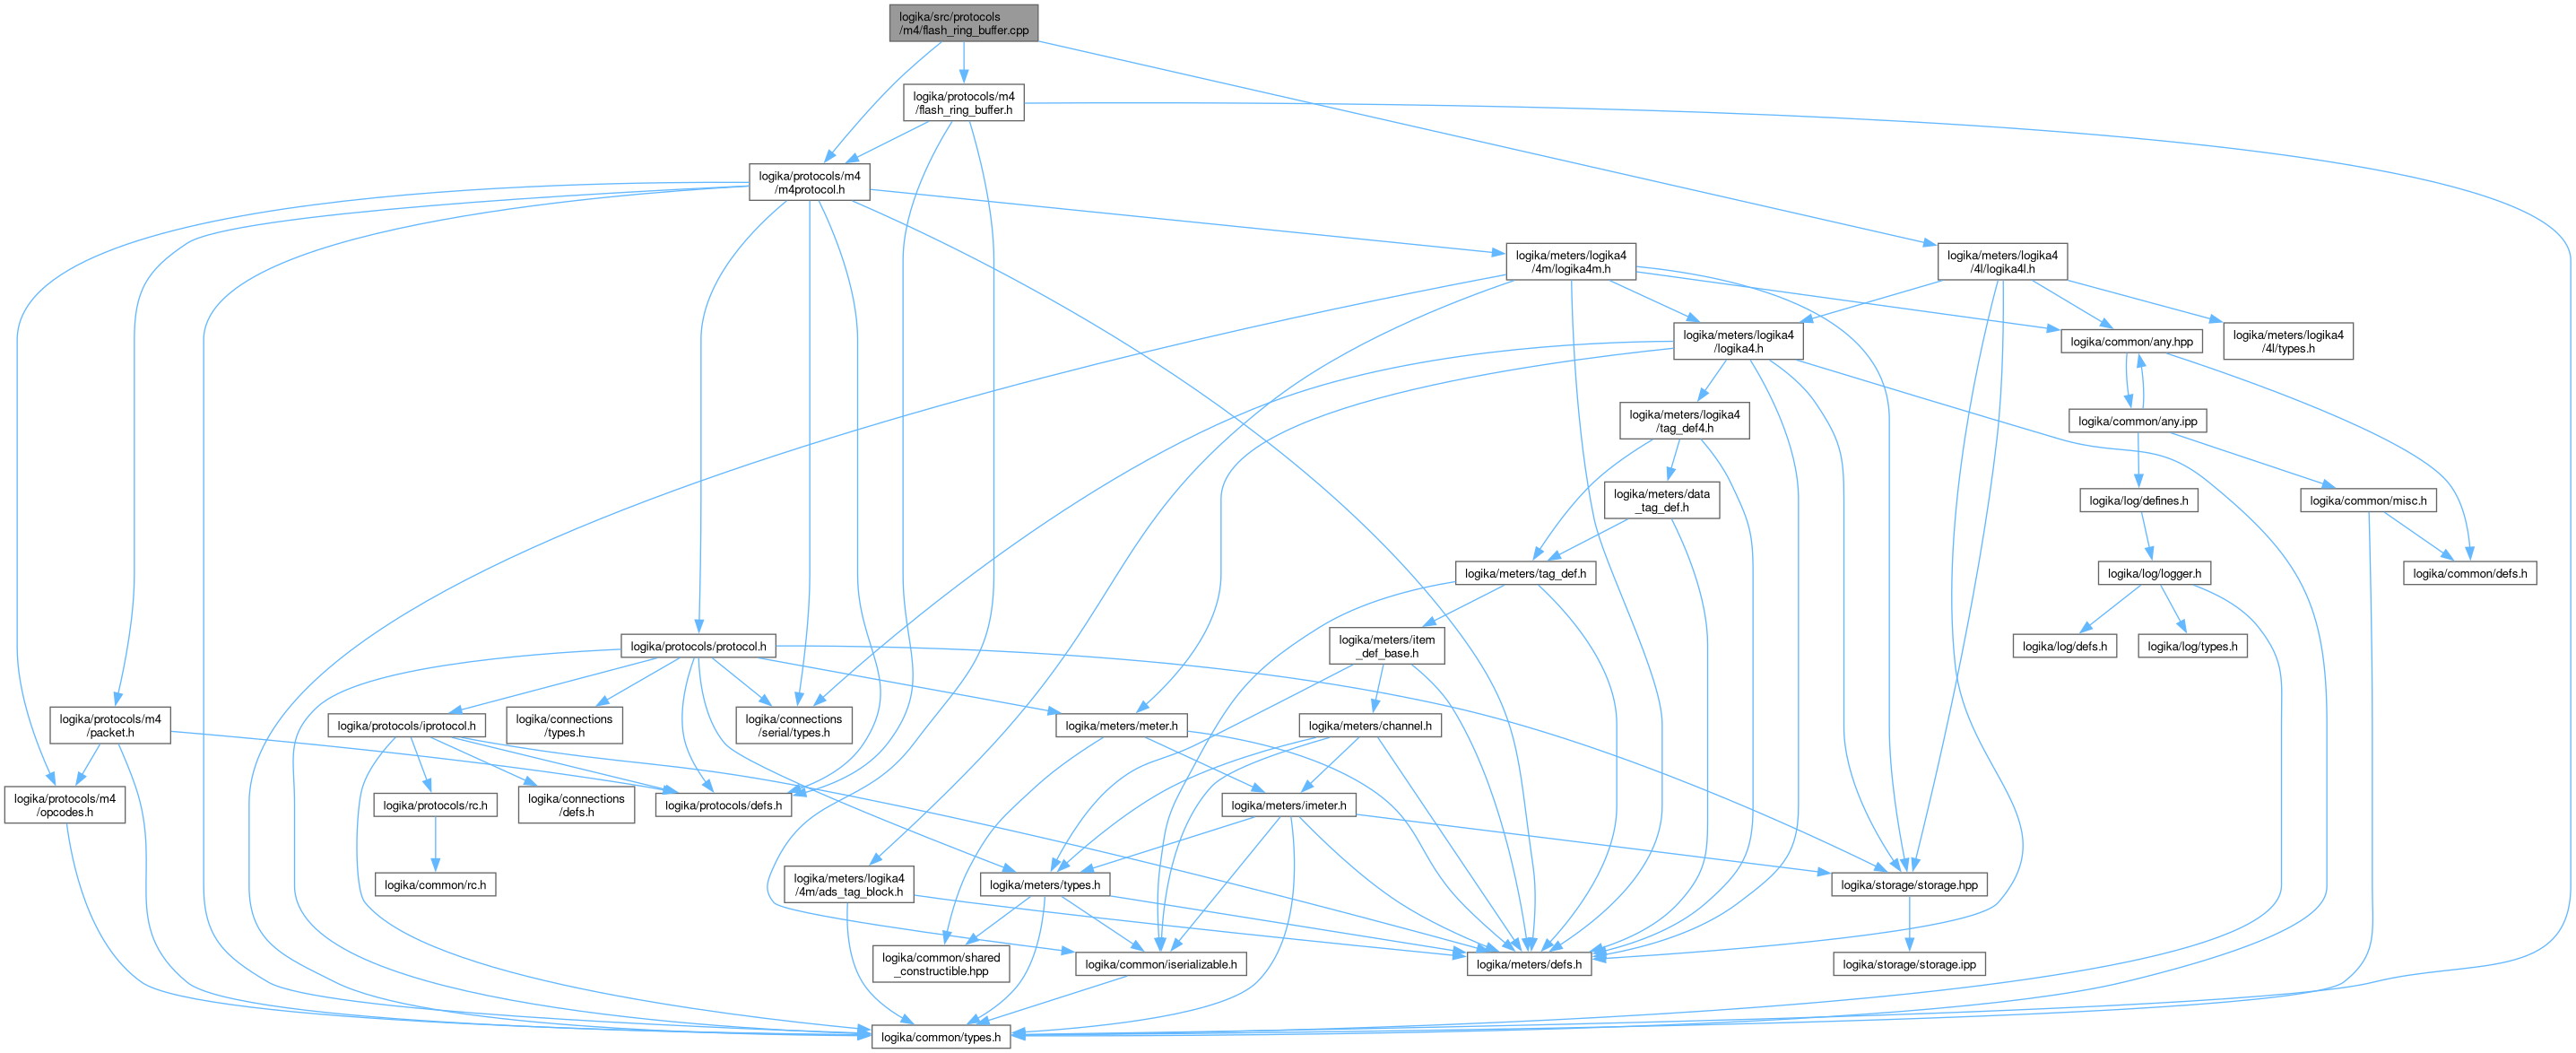 logika/src/protocols
/m4/flash_ring_buffer.cpp
logika/protocols/m4
/flash_ring_buffer.h
logika/protocols/m4
/m4protocol.h
logika/meters/logika4
/4m/logika4m.h
logika/meters/logika4
/4l/logika4l.h
logika/meters/logika4
/logika4.h
logika/common/any.hpp
logika/meters/logika4
/4l/types.h
logika/meters/logika4
/tag_def4.h
logika/common/any.ipp
logika/meters/data
_tag_def.h
logika/log/defines.h
logika/common/misc.h
logika/meters/tag_def.h
logika/log/logger.h
logika/common/defs.h
logika/protocols/protocol.h
logika/meters/item
_def_base.h
logika/log/defs.h
logika/log/types.h
logika/protocols/m4
/packet.h
logika/protocols/iprotocol.h
logika/connections
/types.h
logika/connections
/serial/types.h
logika/meters/meter.h
logika/meters/channel.h
logika/protocols/m4
/opcodes.h
logika/protocols/rc.h
logika/connections
/defs.h
logika/protocols/defs.h
logika/meters/imeter.h
logika/common/rc.h
logika/meters/logika4
/4m/ads_tag_block.h
logika/meters/types.h
logika/storage/storage.hpp
logika/common/shared
_constructible.hpp
logika/common/iserializable.h
logika/meters/defs.h
logika/storage/storage.ipp
logika/common/types.h